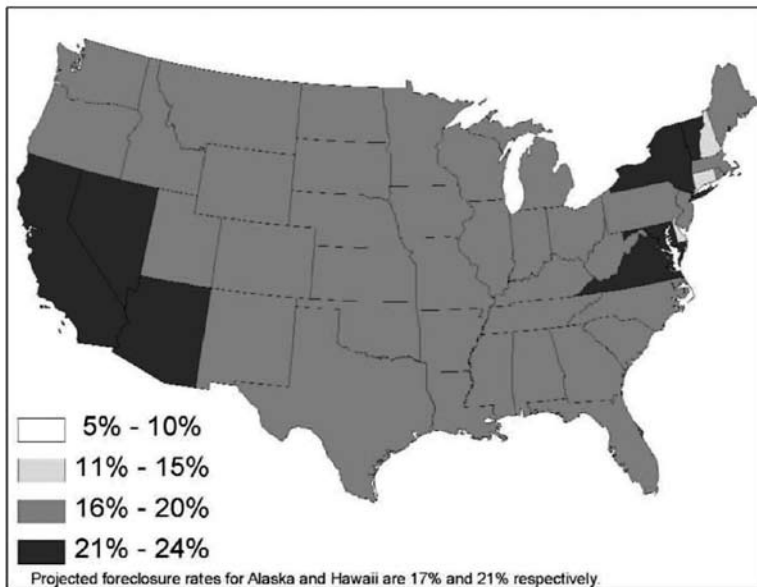 5% - 10%
11% - 15%
16% - 20%
21% - 24%
Projected foreclosure rates for Alaska and Hawaii are 17% and 21% respectively.